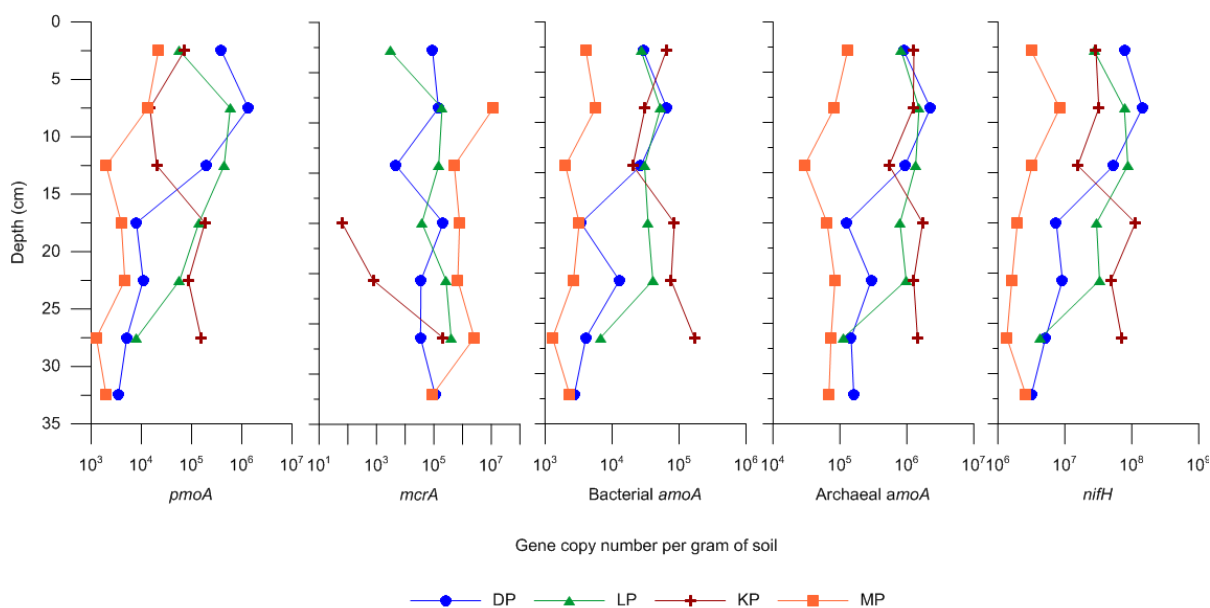 0
5
10
15
20
25
30
35
Depth (cm)
10³ 10⁴ 10⁵ 10⁶ 10⁷
10¹ 10³ 10⁵ 10⁷
10³ 10⁴ 10⁵ 10⁶
10⁴ 10⁵ 10⁶ 10⁷
10⁶ 10⁷ 10⁸ 10⁹
pmoA mcrA Bacterial amoA Archaeal amoA nifH
Gene copy number per gram of soil
DP LP KP MP